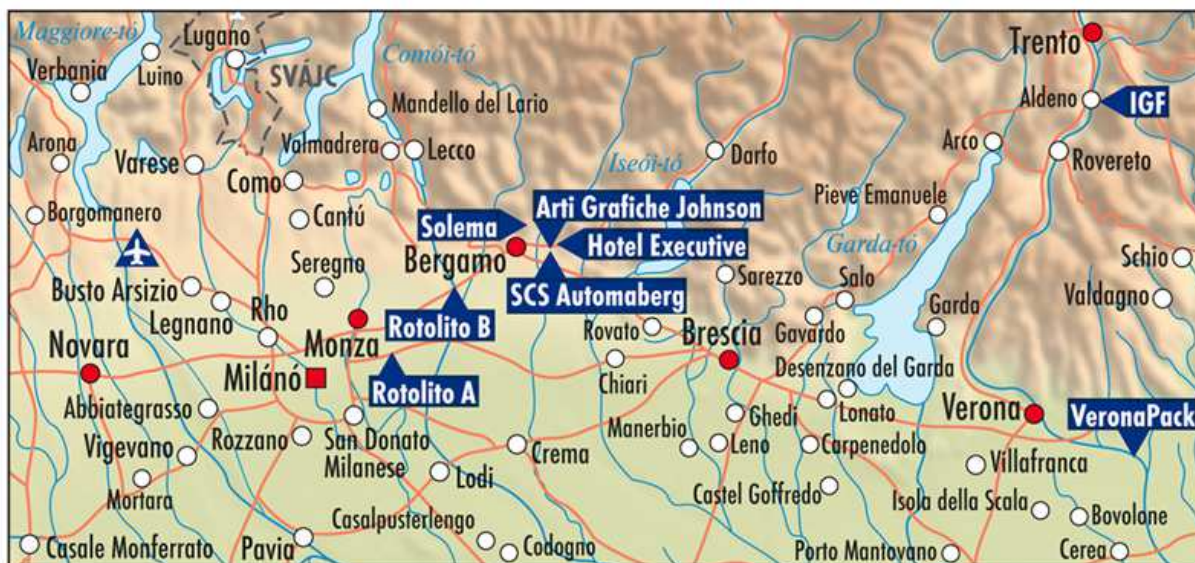 Maggiore-tó
Lugano
Comói-tó
Trento
Verbania
Luino
SVÁJC
Mandello del Lario
Aldeno
IGF
Arona
Varese
Valmadrera
Lecco
Iseói-tó
Darfo
Arco
Rovereto
Como
Pieve Emanuele
Borgomanero
Cantú
Solema
Arti Grafiche Johnson
Hotel Executive
Garda-tó
Bergamo
Schio
Seregno
Sarezzo
Salo
Busto Arsizio
SCS Automaberg
Valdagno
Legnano
Rho
Rotolito B
Rovato
Gavardo
Garda
Monza
Brescia
Novara
Milánó
Rotolito A
Chiari
Desenzano del Garda
Abbiategrasso
Ghedi
Lonato
Verona
VeronaPack
Vigevano
Rozzano
San Donato
Milanese
Crema
Manerbio
Leno
Carpenedolo
Villafranca
Mortara
Lodi
Castel Goffredo
Isola della Scala
Bovolone
Casalpusterlengo
Casale Monferrato
Pavia
Codogno
Porto Mantovano
Cerea